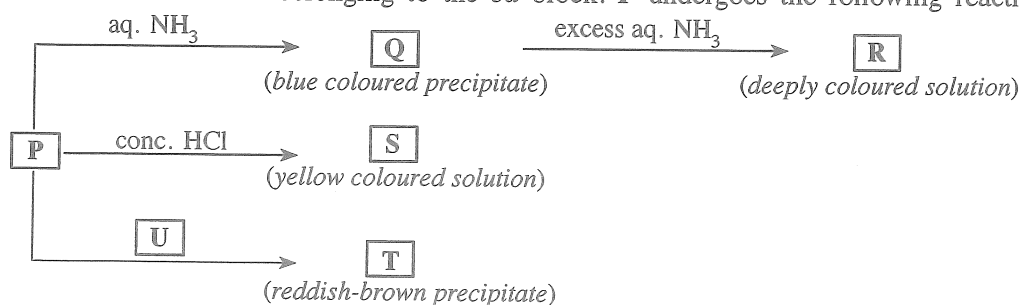 belonging to the 3d block. P undergoes the following reacti
aq. NH₃ excess aq. NH₃
Q R
(blue coloured precipitate) (deeply coloured solution)
P conc. HCl S
(yellow coloured solution)
U T
(reddish-brown precipitate)